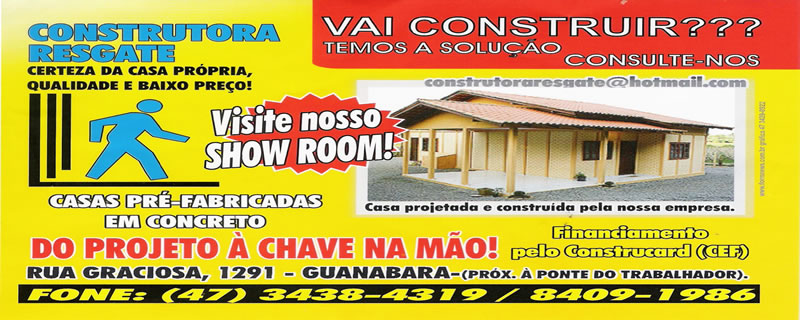 CONSTRUTORA
RESGATE
CERTEZA DA CASA PRÓPRIA,
QUALIDADE E BAIXO PREÇO!
VAI CONSTRUIR???
TEMOS A SOLUÇÃO
CONSULTE-NOS
construtoraresgate@hotmail.com
Visite nosso
SHOW ROOM!
Casa projetada e construída pela nossa empresa.
CASAS PRÉ-FABRICADAS
EM CONCRETO
DO PROJETO À CHAVE NA MÃO!
Financiamento
pelo Construcard (CEF)
RUA GRACIOSA, 1291 - GUANABARA-(PRÓX. À PONTE DO TRABALHADOR).
FONE: (47) 3438-4319 / 8409-1986